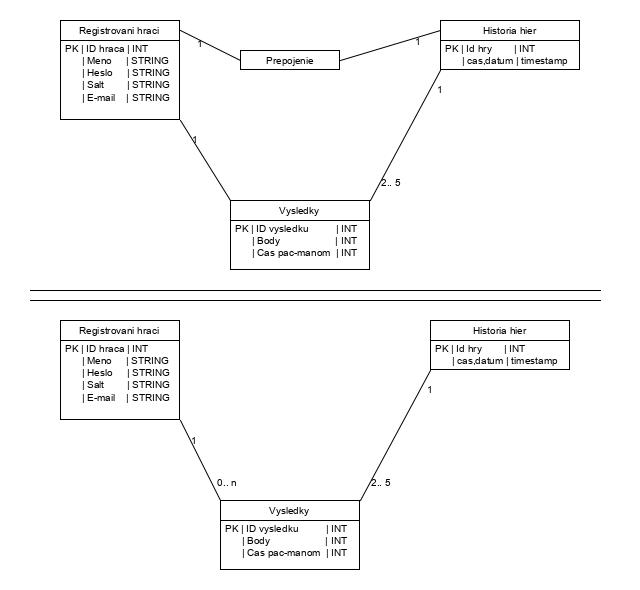 Registrovani hraci
PK | ID hraca | INT
| Meno | STRING
| Heslo | STRING
| Salt | STRING
| E-mail | STRING
1
Prepojenie
1
Historia hier
PK | Id hry | INT
| cas,datum | timestamp
1
1
2.. 5
Vysledky
PK | ID vysledku | INT
| Body | INT
| Cas pac-manom | INT
Registrovani hraci
PK | ID hraca | INT
| Meno | STRING
| Heslo | STRING
| Salt | STRING
| E-mail | STRING
Historia hier
PK | Id hry | INT
| cas,datum | timestamp
1
1
0.. n
2.. 5
Vysledky
PK | ID vysledku | INT
| Body | INT
| Cas pac-manom | INT